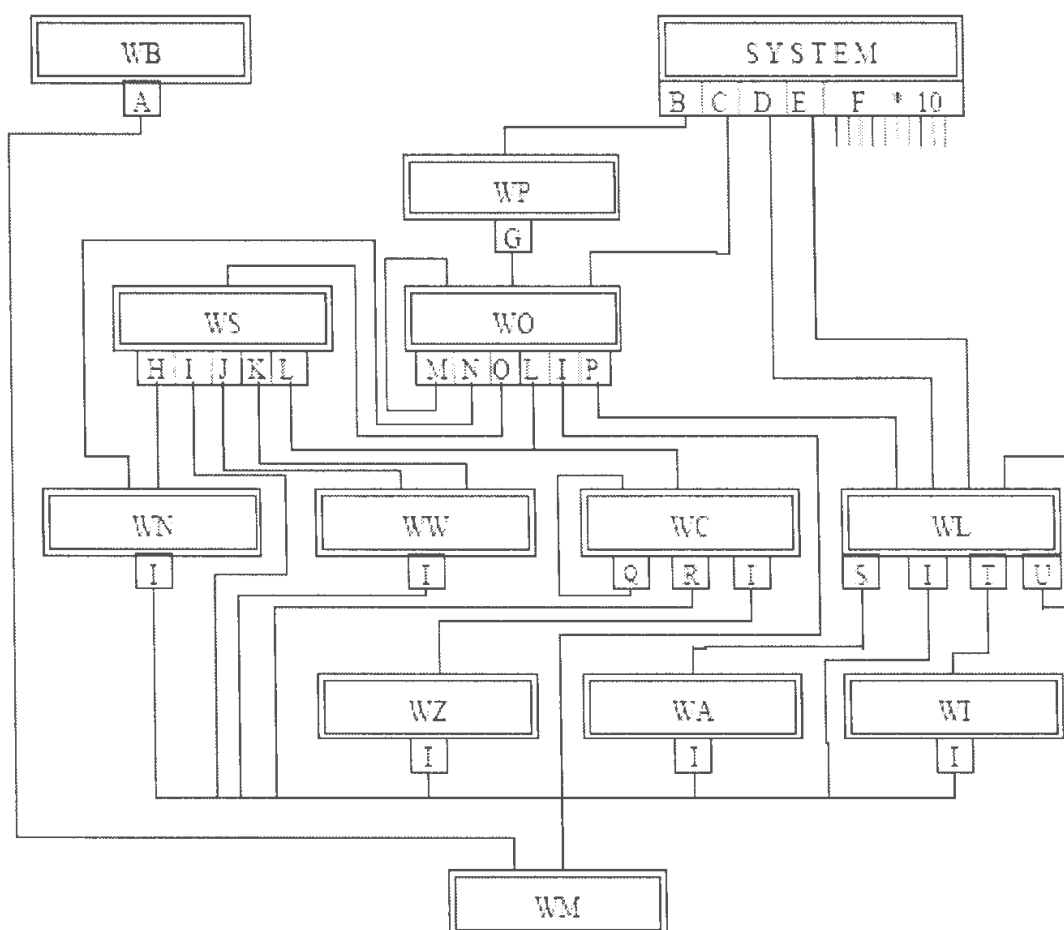 WB SYSTEM
A B C D E F * 10
WP
G
WS WO
H I J K L M N O L I P
WN WW WC WL
I I Q R I S I T U
WZ WA WT
I I I
WM